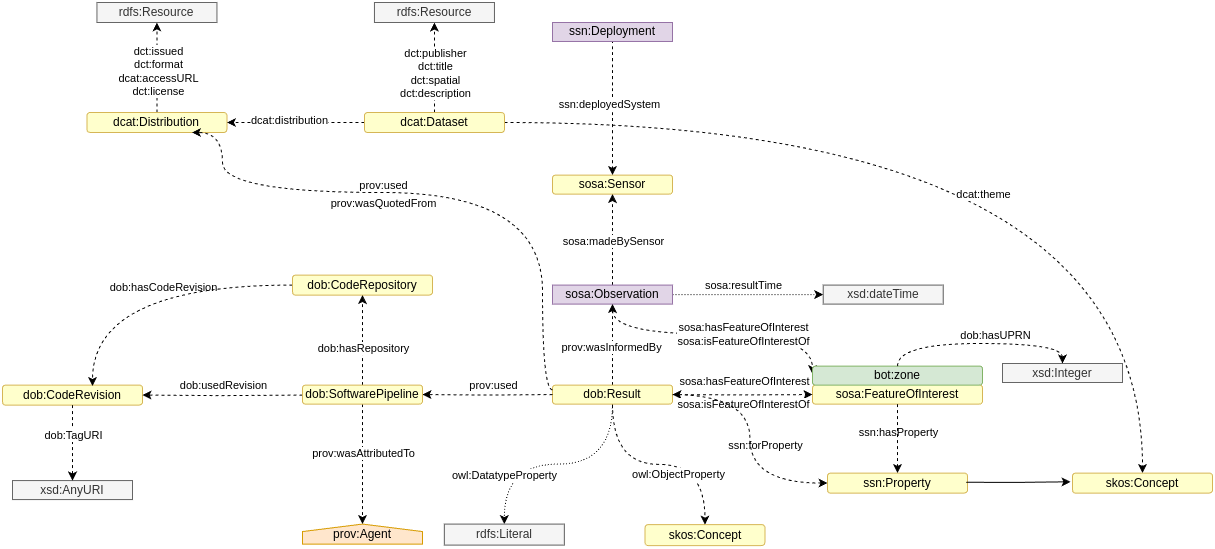 rdfs:Resource
rdfs:Resource
ssn:Deployment
dct:issued
dct:format
dcat:accessURL
dct:license
dct:publisher
dct:title
dct:spatial
dct:description
ssn:deployedSystem
dcat:Distribution
dcat:distribution
dcat:Dataset
sosa:Sensor
prov:used
prov:wasQuotedFrom
dcat:theme
sosa:madeBySensor
dob:hasCodeRevision
dob:CodeRepository
sosa:Observation
sosa:resultTime
xsd:dateTime
sosa:hasFeatureOfInterest
sosa:isFeatureOfInterestOf
dob:hasUPRN
dob:hasRepository
prov:wasInformedBy
bot:zone
xsd:Integer
dob:CodeRevision
dob:usedRevision
dob:SoftwarePipeline
prov:used
dob:Result
sosa:hasFeatureOfInterest
sosa:isFeatureOfInterestOf
sosa:FeatureOfInterest
dob:TagURI
prov:wasAttributedTo
ssn:forProperty
ssn:hasProperty
owl:DatatypeProperty
owl:ObjectProperty
xsd:AnyURI
ssn:Property
skos:Concept
prov:Agent
rdfs:Literal
skos:Concept